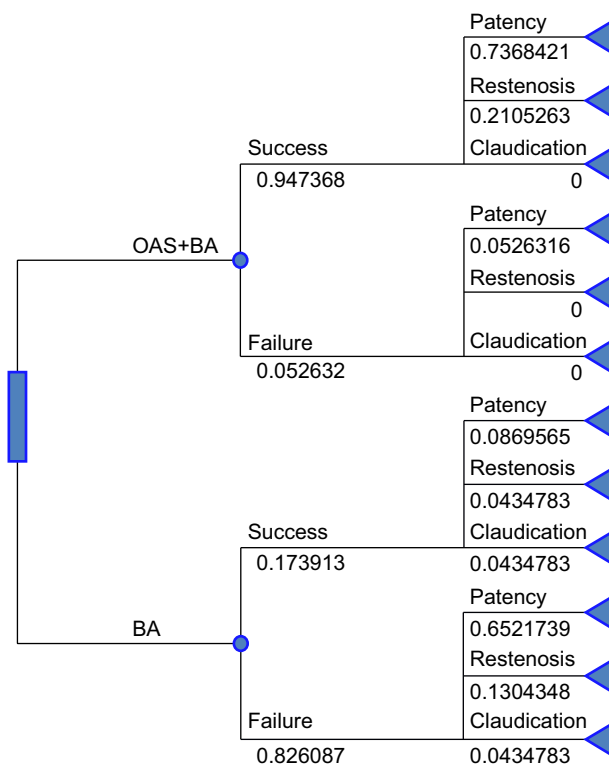 Patency
0.7368421
Restenosis
0.2105263
Success
Claudication
0.947368
0
Patency
OAS+BA
0.0526316
Restenosis
0
Failure
Claudication
0.052632
0
Patency
0.0869565
Restenosis
0.0434783
Success
Claudication
0.173913
0.0434783
Patency
BA
0.6521739
Restenosis
0.1304348
Failure
Claudication
0.826087
0.0434783